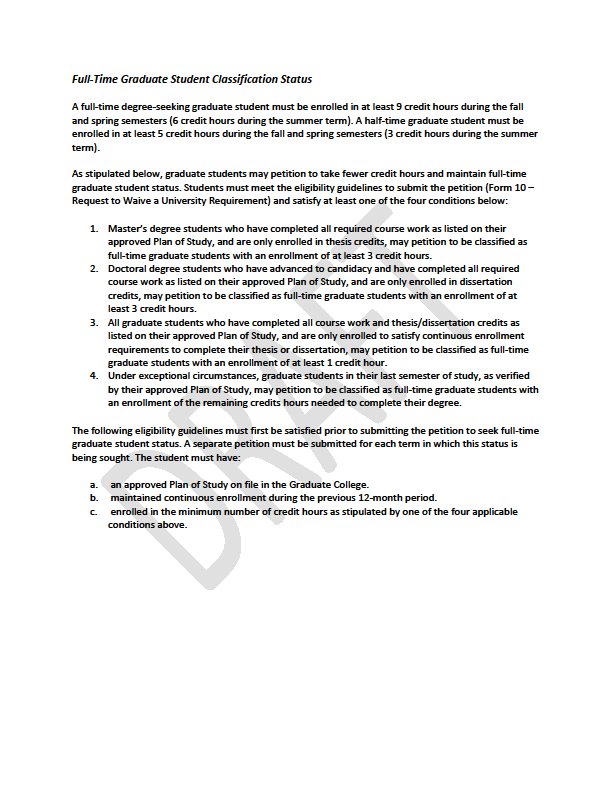 Full-Time Graduate Student Classification Status
A full-time degree-seeking graduate student must be enrolled in at least 9 credit hours during the fall
and spring semesters (6 credit hours during the summer term). A half-time graduate student must be
enrolled in at least 5 credit hours during the fall and spring semesters (3 credit hours during the summer
term).
As stipulated below, graduate students may petition to take fewer credit hours and maintain full-time
graduate student status. Students must meet the eligibility guidelines to submit the petition (Form 10 –
Request to Waive a University Requirement) and satisfy at least one of the four conditions below:
1. Master's degree students who have completed all required course work as listed on their
approved Plan of Study, and are only enrolled in thesis credits, may petition to be classified as
full-time graduate students with an enrollment of at least 3 credit hours.
2. Doctoral degree students who have advanced to candidacy and have completed all required
course work as listed on their approved Plan of Study, and are only enrolled in dissertation
credits, may petition to be classified as full-time graduate students with an enrollment of at
least 3 credit hours.
3. All graduate students who have completed all course work and thesis/dissertation credits as
listed on their approved Plan of Study, and are only enrolled to satisfy continuous enrollment
requirements to complete their thesis or dissertation, may petition to be classified as full-time
graduate students with an enrollment of at least 1 credit hour.
4. Under exceptional circumstances, graduate students in their last semester of study, as verified
by their approved Plan of Study, may petition to be classified as full-time graduate students with
an enrollment of the remaining credits hours needed to complete their degree.
The following eligibility guidelines must first be satisfied prior to submitting the petition to seek full-time
graduate student status. A separate petition must be submitted for each term in which this status is
being sought. The student must have:
a. an approved Plan of Study on file in the Graduate College.
b. maintained continuous enrollment during the previous 12-month period.
c. enrolled in the minimum number of credit hours as stipulated by one of the four applicable
conditions above.
DRAFT